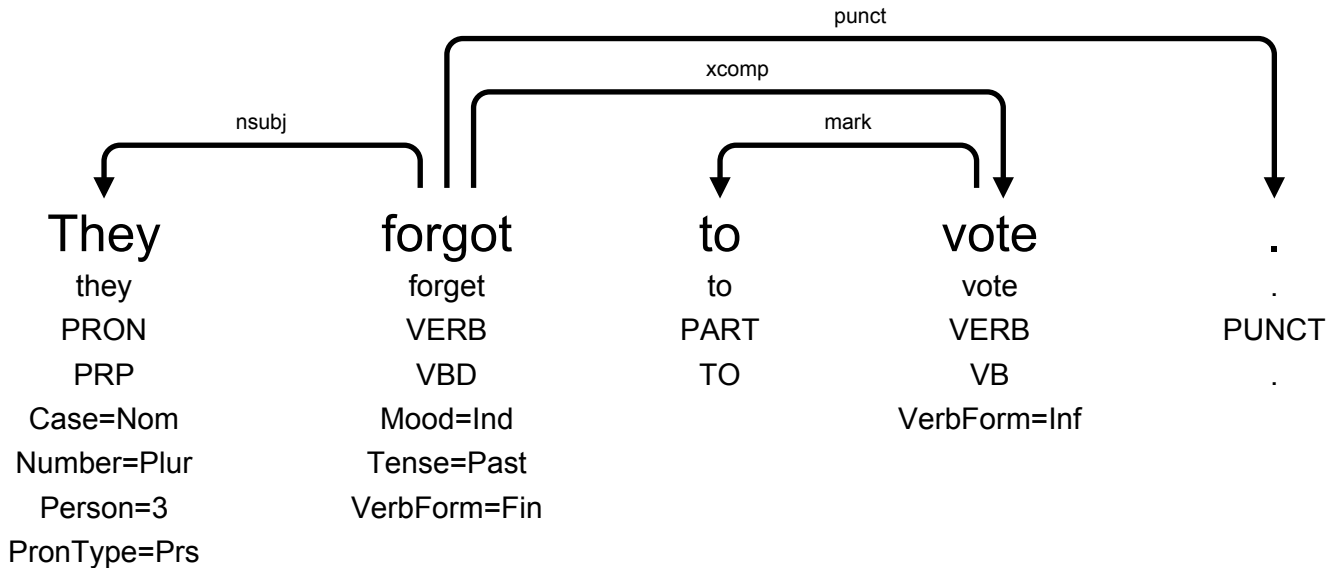 punct
xcomp
nsubj mark
They forgot to vote .
they forget to vote .
PRON VERB PART VERB PUNCT
PRP VBD TO VB .
Case=Nom Mood=Ind VerbForm=Inf
Number=Plur Tense=Past
Person=3 VerbForm=Fin
PronType=Prs